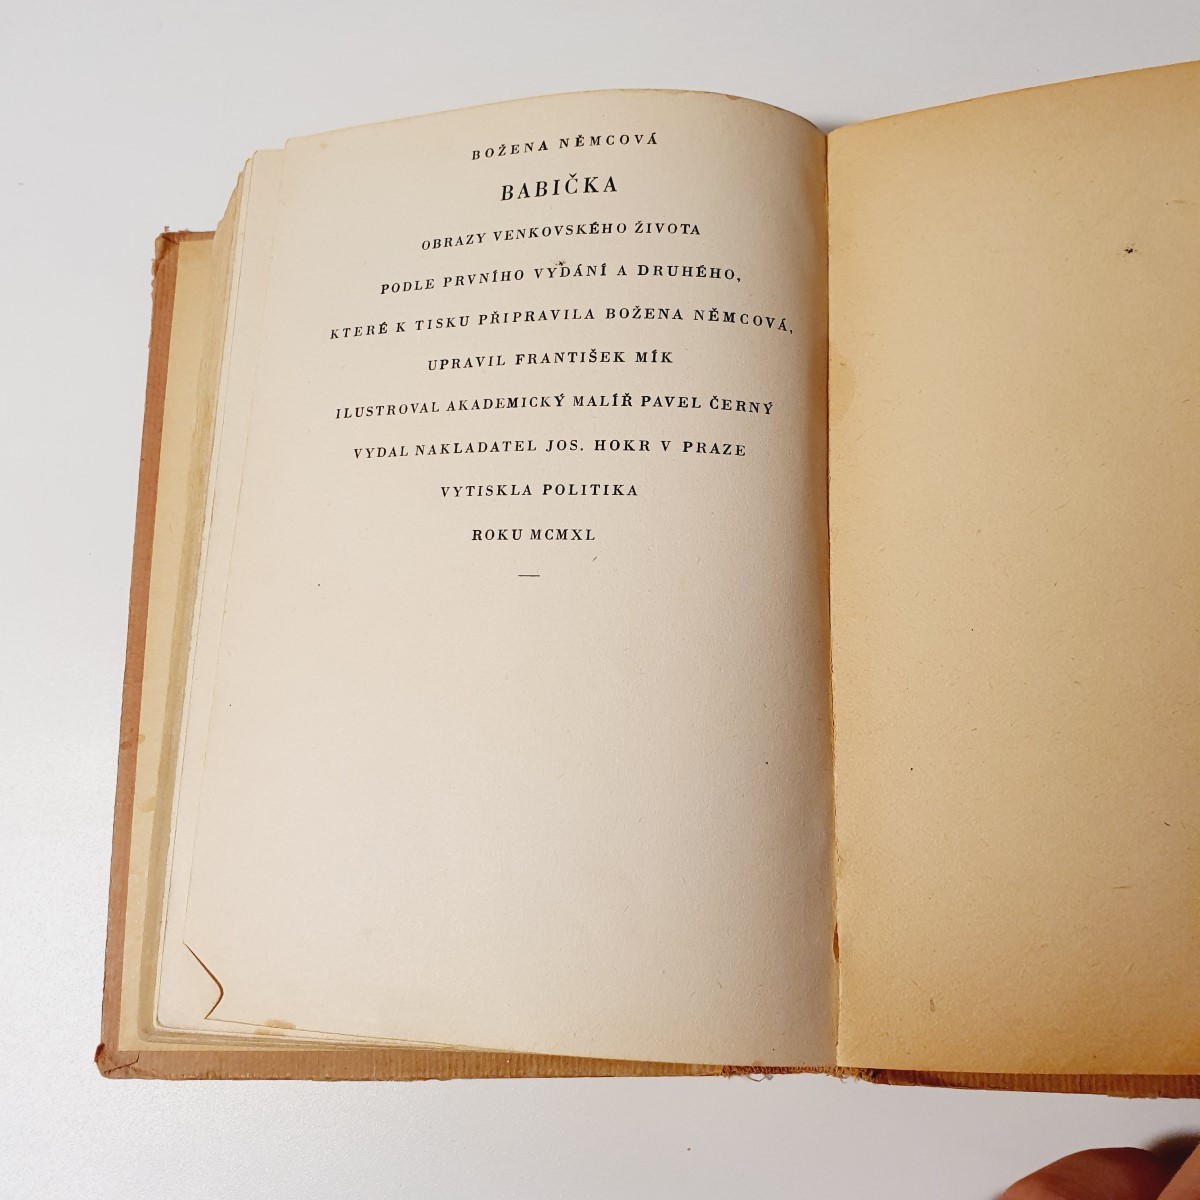 BOŽENA NĚMCOVÁ
BABIČKA
OBRAZY VENKOVSKÉHO ŽIVOTA
PODLE PRVNÍHO VYDÁNÍ A DRUHÉHO,
KTERÉ K TISKU PŘIPRAVILA BOŽENA NĚMCOVÁ,
UPRAVIL FRANTIŠEK MÍK
ILUSTROVAL AKADEMICKÝ MALÍŘ PAVEL ČERNÝ
VYDAL NAKLADATEL JOS. HOKR V PRAZE
VYTISKLA POLITIKA
ROKU MCMXL